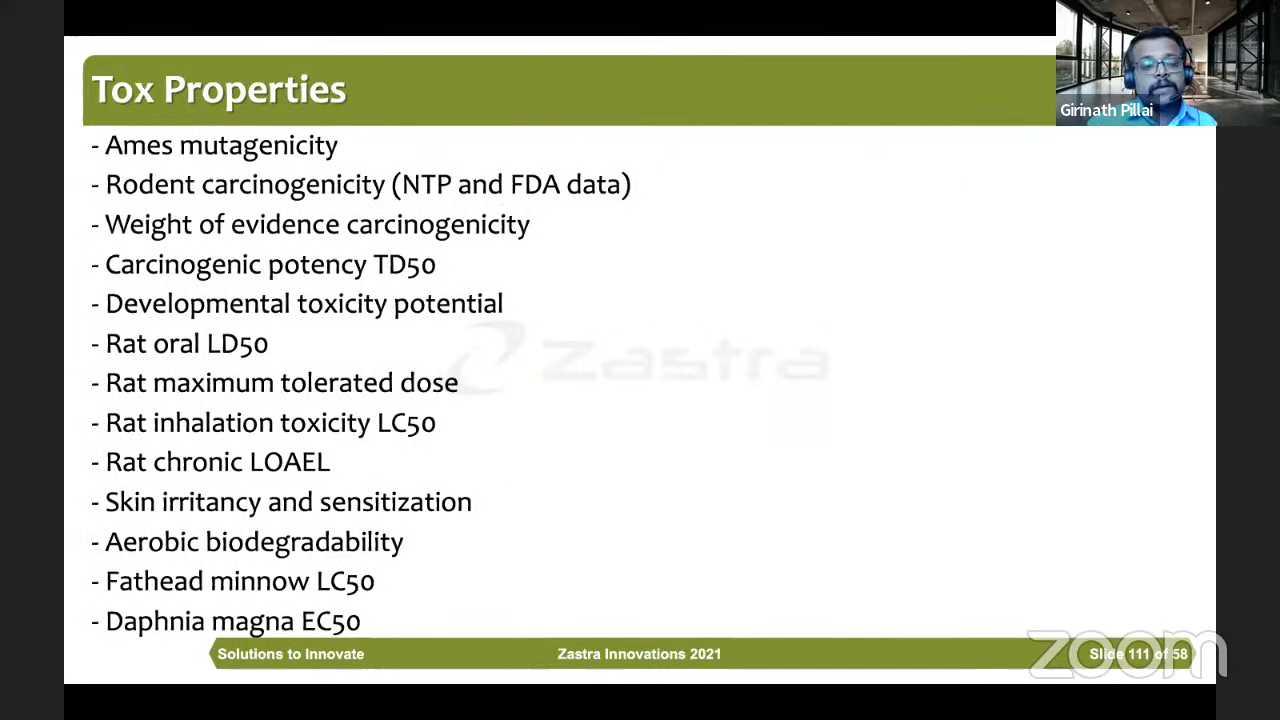 Tox Properties
Girinath Pillai
- Ames mutagenicity
- Rodent carcinogenicity (NTP and FDA data)
- Weight of evidence carcinogenicity
- Carcinogenic potency TD50
- Developmental toxicity potential
- Rat oral LD50
Zastra
- Rat maximum tolerated dose
- Rat inhalation toxicity LC50
- Rat chronic LOAEL
- Skin irritancy and sensitization
- Aerobic biodegradability
- Fathead minnow LC50
- Daphnia magna EC50
Solutions to Innovate Zastra Innovations 2021 Slide 111 of 58
zoom